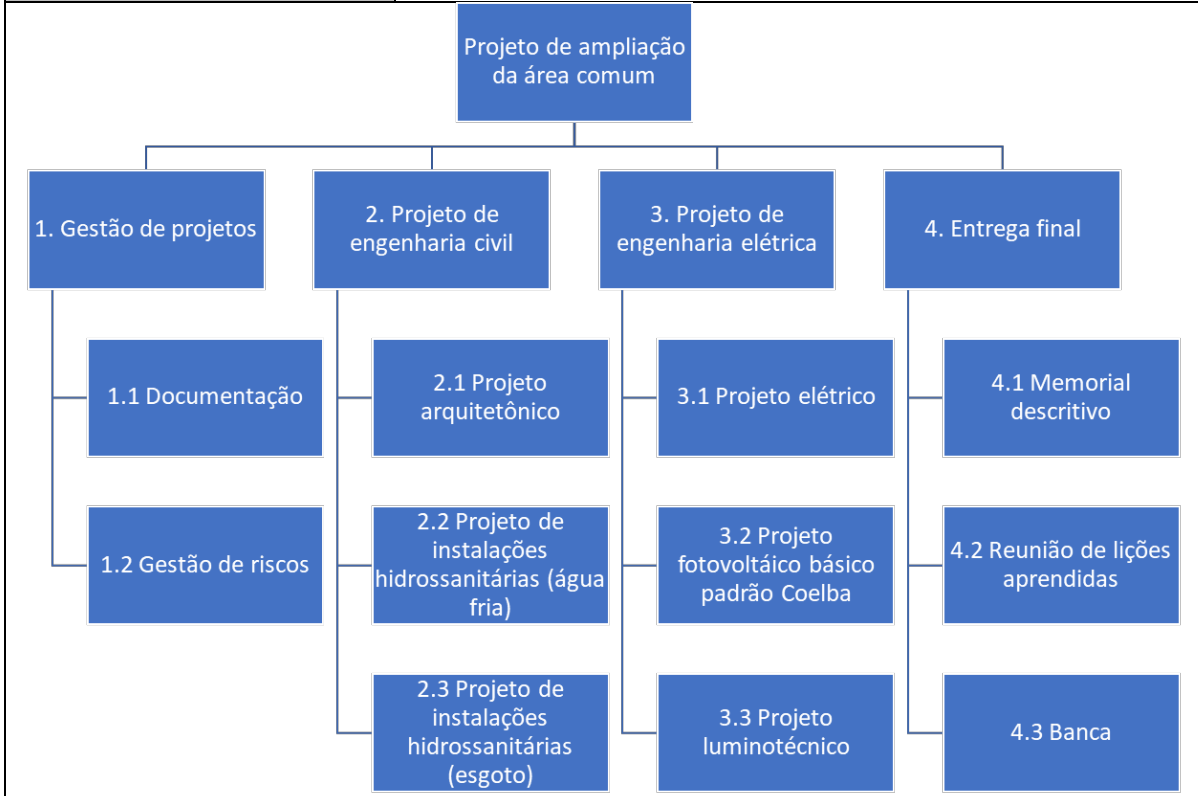 Projeto de ampliação
da área comum
1. Gestão de projetos
2. Projeto de
engenharia civil
3. Projeto de
engenharia elétrica
4. Entrega final
1.1 Documentação
2.1 Projeto
arquitetônico
3.1 Projeto elétrico
4.1 Memorial
descritivo
1.2 Gestão de riscos
2.2 Projeto de
instalações
hidrossanitárias (água
fria)
3.2 Projeto
fotovoltáico básico
padrão Coelba
4.2 Reunião de lições
aprendidas
2.3 Projeto de
instalações
hidrossanitárias
(esgoto)
3.3 Projeto
luminotécnico
4.3 Banca